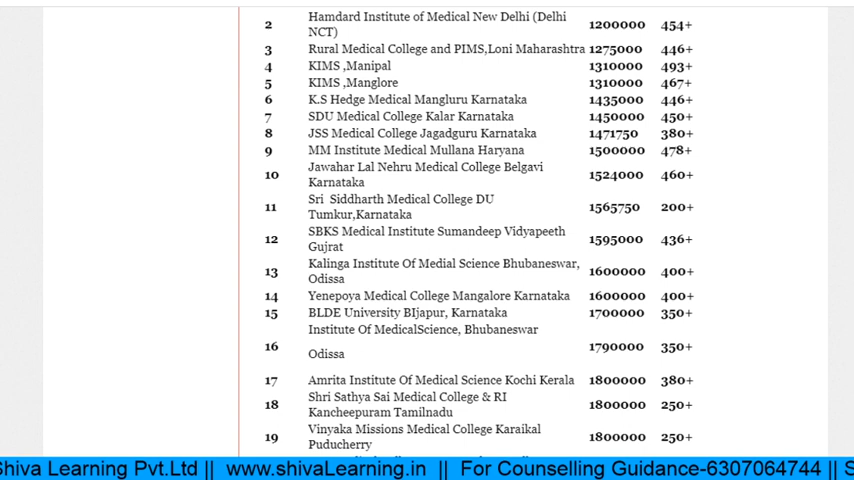 2 Hamdard Institute of Medical New Delhi (Delhi NCT) 1200000 454+
3 Rural Medical College and PIMS,Loni Maharashtra 1275000 446+
4 KIMS ,Manipal 1310000 493+
5 KIMS ,Manglore 1310000 467+
6 K.S Hedge Medical Mangluru Karnataka 1435000 446+
7 SDU Medical College Kalar Karnataka 1450000 450+
8 JSS Medical College Jagadguru Karnataka 1471750 380+
9 MM Institute Medical Mullana Haryana 1500000 478+
10 Jawahar Lal Nehru Medical College Belgavi Karnataka 1524000 460+
11 Sri Siddharth Medical College DU Tumkur,Karnataka 1565750 200+
12 SBKS Medical Institute Sumandeep Vidyapeeth Gujrat 1595000 436+
13 Kalinga Institute Of Medial Science Bhubaneswar, Odissa 1600000 400+
14 Yenepoya Medical College Mangalore Karnataka 1600000 400+
15 BLDE University BIjapur, Karnataka 1700000 350+
16 Institute Of MedicalScience, Bhubaneswar Odissa 1790000 350+
17 Amrita Institute Of Medical Science Kochi Kerala 1800000 380+
18 Shri Sathya Sai Medical College & RI Kancheepuram Tamilnadu 1800000 250+
19 Vinyaka Missions Medical College Karaikal Puducherry 1800000 250+
Shiva Learning Pvt.Ltd || www.shivaLearning.in || For Counselling Guidance-6307064744 || S